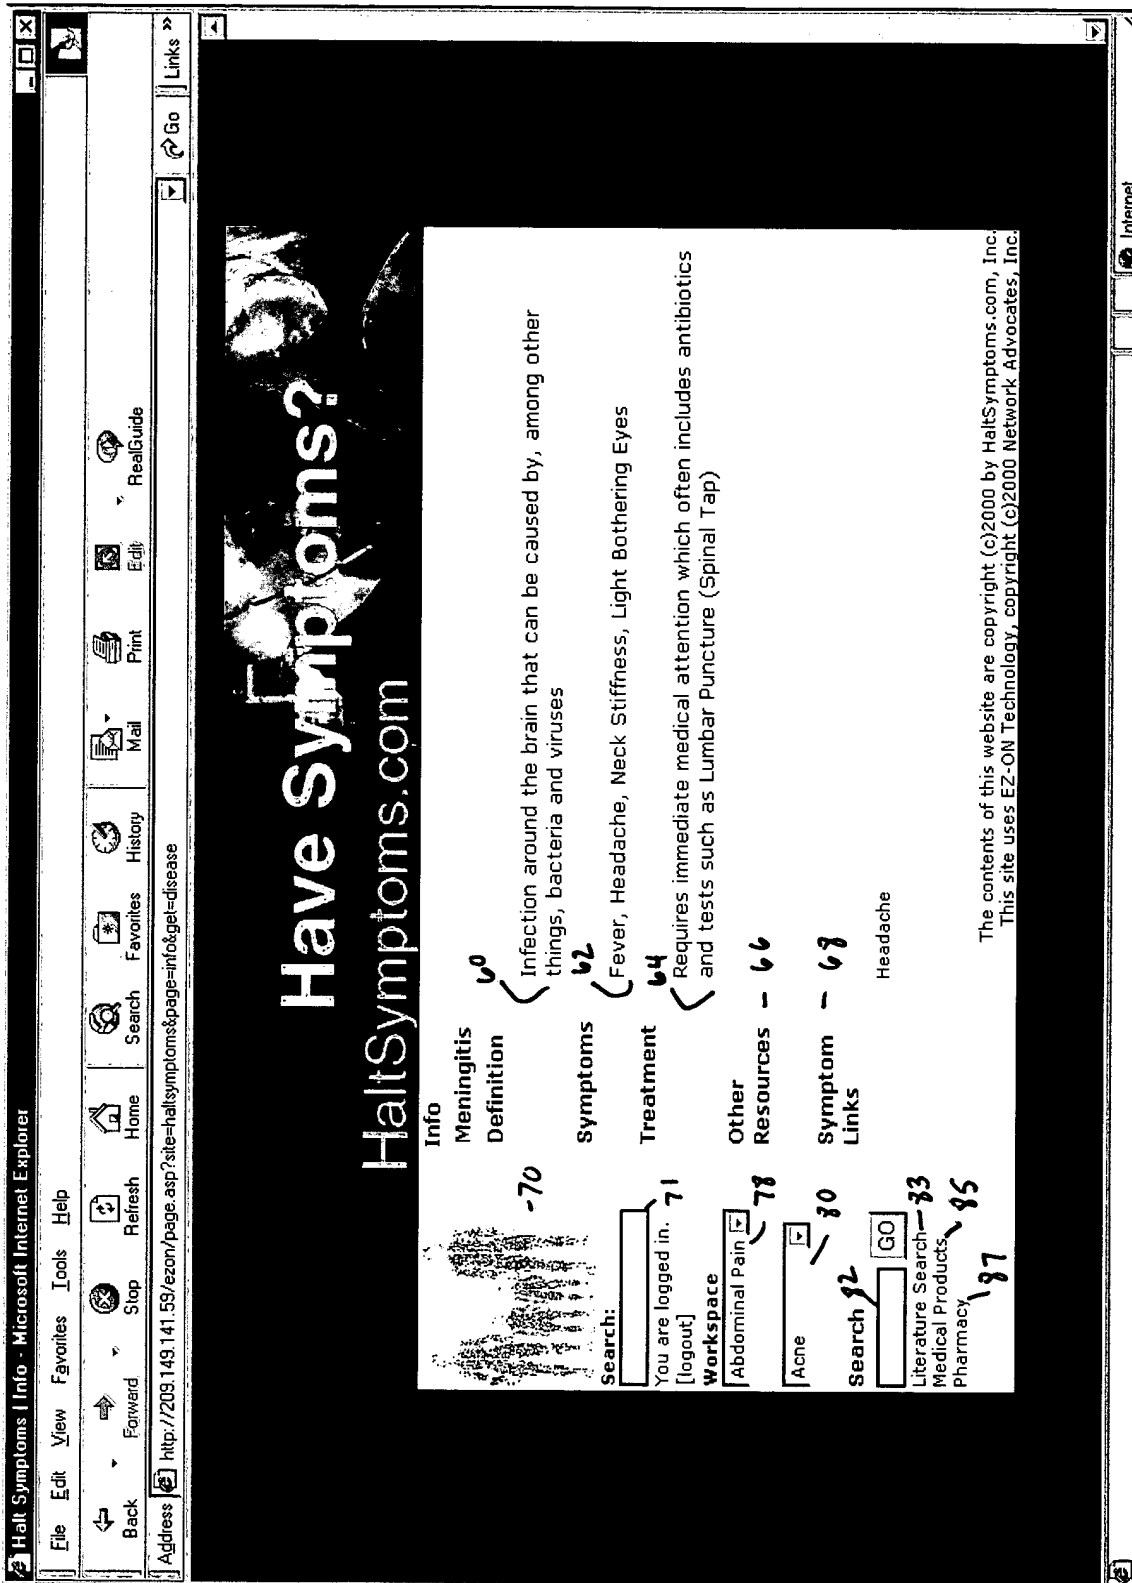 Halt Symptoms | Info - Microsoft Internet Explorer
File Edit View Favorites Tools Help
Back Forward Stop Refresh Home Search Favorites History Mail Print Edit RealGuide
Address http://209.149.141.59/ezon/page.asp?site=haltsymptoms&page=info&get=disease Go Links »
Have Symptoms?
HaltSymptoms.com
-70
Search:
71
You are logged in.
[logout]
Workspace
Abdominal Pain
78
Acne
80
Search 82
GO
Literature Search-83
Medical Products 85
Pharmacy 87
Info
Meningitis
Definition 60
Infection around the brain that can be caused by, among other
things, bacteria and viruses
Symptoms 62
Fever, Headache, Neck Stiffness, Light Bothering Eyes
Treatment 64
Requires immediate medical attention which often includes antibiotics
and tests such as Lumbar Puncture (Spinal Tap)
Other
Resources - 66
Symptom - 68
Links
Headache
The contents of this website are copyright (c)2000 by HaltSymptoms.com, Inc.
This site uses EZ-ON Technology, copyright (c)2000 Network Advocates, Inc.
Internet